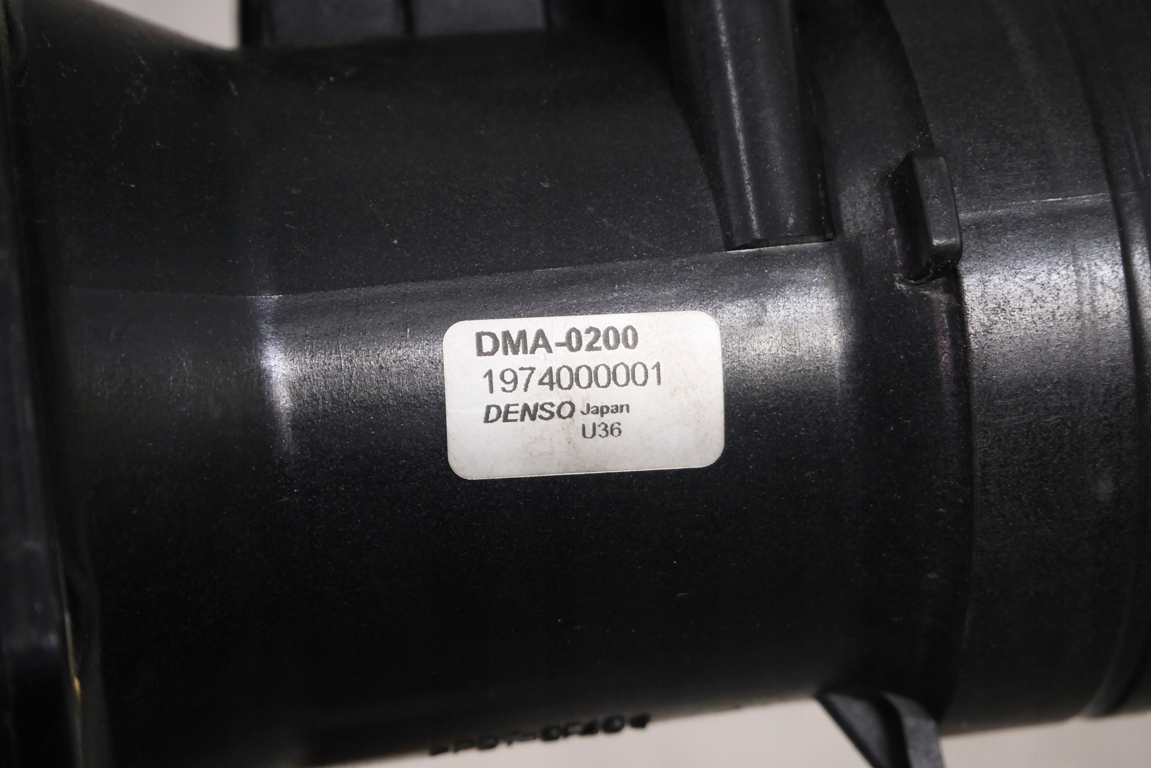 DMA-0200
1974000001
DENSO Japan
U36